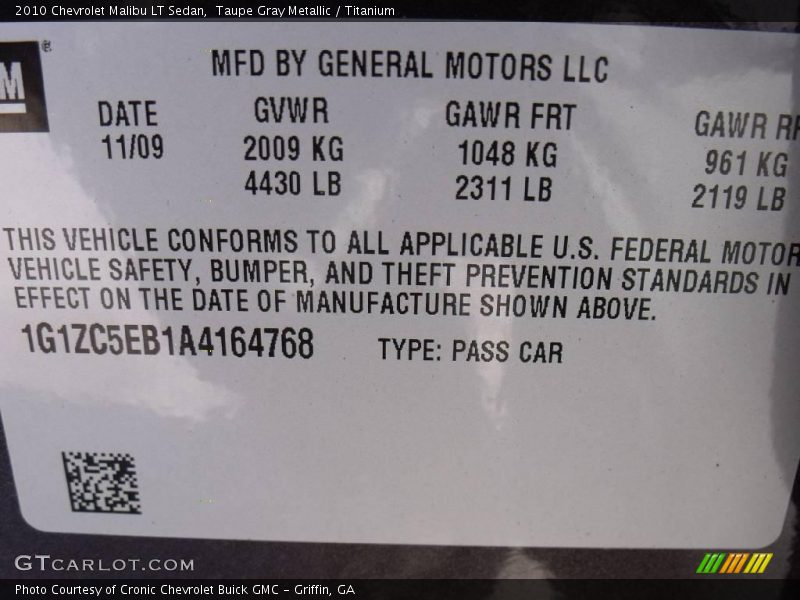 2010 Chevrolet Malibu LT Sedan, Taupe Gray Metallic / Titanium
M ®
MFD BY GENERAL MOTORS LLC
DATE GVWR GAWR FRT GAWR RR
11/09 2009 KG 1048 KG 961 KG
4430 LB 2311 LB 2119 LB
THIS VEHICLE CONFORMS TO ALL APPLICABLE U.S. FEDERAL MOTOR
VEHICLE SAFETY, BUMPER, AND THEFT PREVENTION STANDARDS IN
EFFECT ON THE DATE OF MANUFACTURE SHOWN ABOVE.
1G1ZC5EB1A4164768 TYPE: PASS CAR
GTCARLOT.COM
Photo Courtesy of Cronic Chevrolet Buick GMC - Griffin, GA